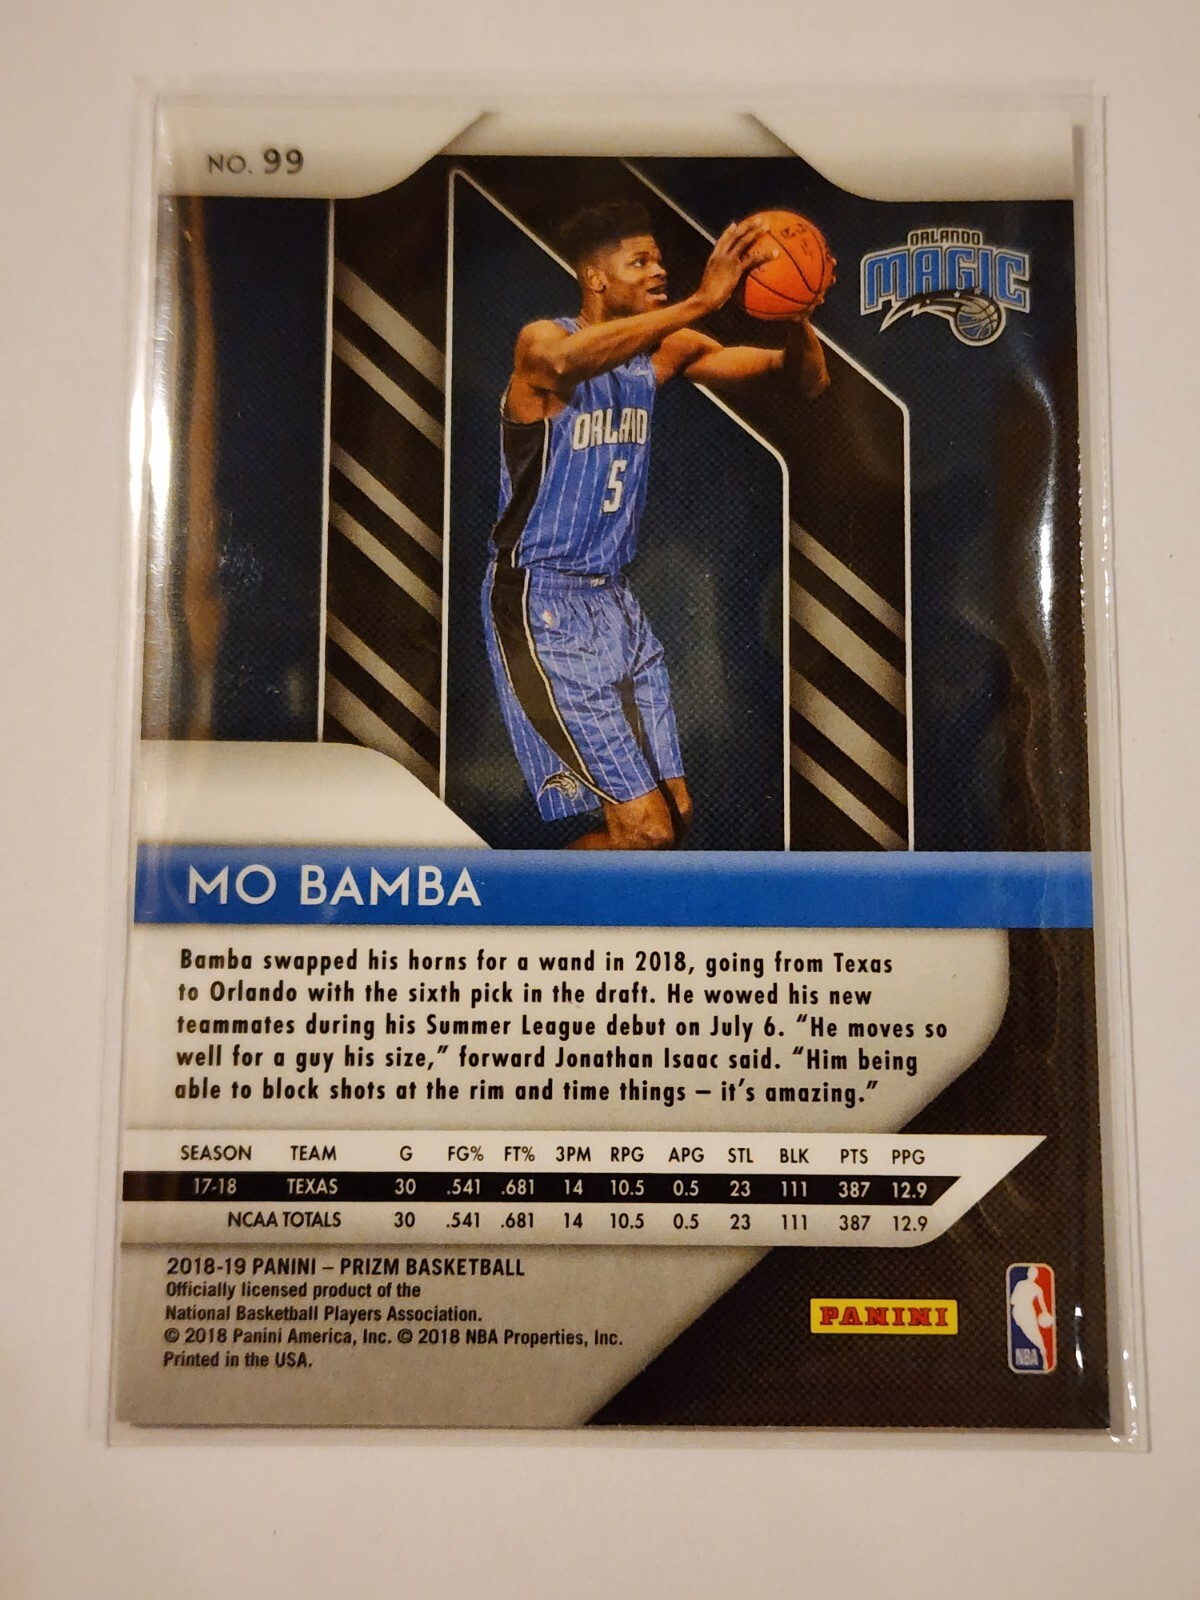 NO. 99
ORLANDO
MAGIC
ORLANDO
5
MO BAMBA
Bamba swapped his horns for a wand in 2018, going from Texas
to Orlando with the sixth pick in the draft. He wowed his new
teammates during his Summer League debut on July 6. “He moves so
well for a guy his size,” forward Jonathan Isaac said. “Him being
able to block shots at the rim and time things – it’s amazing.”
SEASON TEAM G FG% FT% 3PM RPG APG STL BLK PTS PPG
17-18 TEXAS 30 .541 .681 14 10.5 0.5 23 111 387 12.9
NCAA TOTALS 30 .541 .681 14 10.5 0.5 23 111 387 12.9
2018-19 PANINI – PRIZM BASKETBALL
Officially licensed product of the
National Basketball Players Association.
© 2018 Panini America, Inc. © 2018 NBA Properties, Inc.
Printed in the USA.
PANINI
NBA